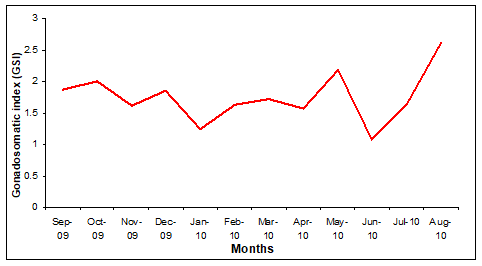 3
2.5
2
1.5
1
0.5
0
Gonadosomatic index (GSI)
Sep- Oct- Nov- Dec- Jan- Feb- Mar- Apr- May- Jun- Jul-10 Aug-
09 09 09 09 10 10 10 10 10 10 10
Months